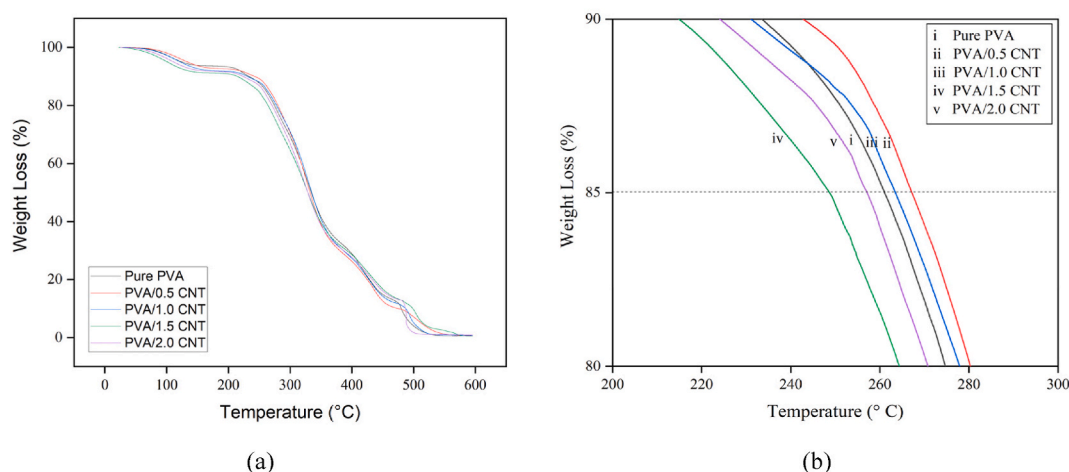 100
80
60
40
20
0
Weight Loss (%)
Pure PVA
PVA/0.5 CNT
PVA/1.0 CNT
PVA/1.5 CNT
PVA/2.0 CNT
0 100 200 300 400 500 600
Temperature (°C)
(a)
90
85
80
Weight Loss (%)
i Pure PVA
ii PVA/0.5 CNT
iii PVA/1.0 CNT
iv PVA/1.5 CNT
v PVA/2.0 CNT
iv v i iii ii
200 220 240 260 280 300
Temperature (° C)
(b)